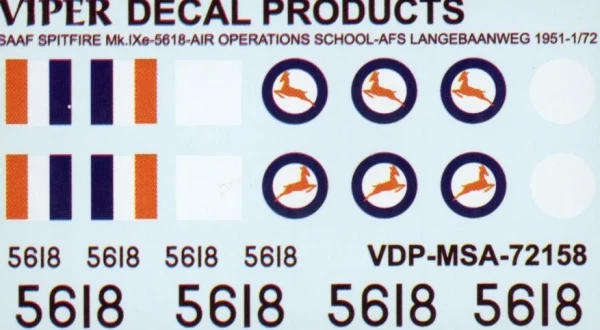 VIPER DECAL PRODUCTS
SAAF SPITFIRE Mk.IXe-5618-AIR OPERATIONS SCHOOL-AFS LANGEBAANWEG 1951-1/72
5618 5618 5618 5618 VDP-MSA-72158
5618 5618 5618 5618